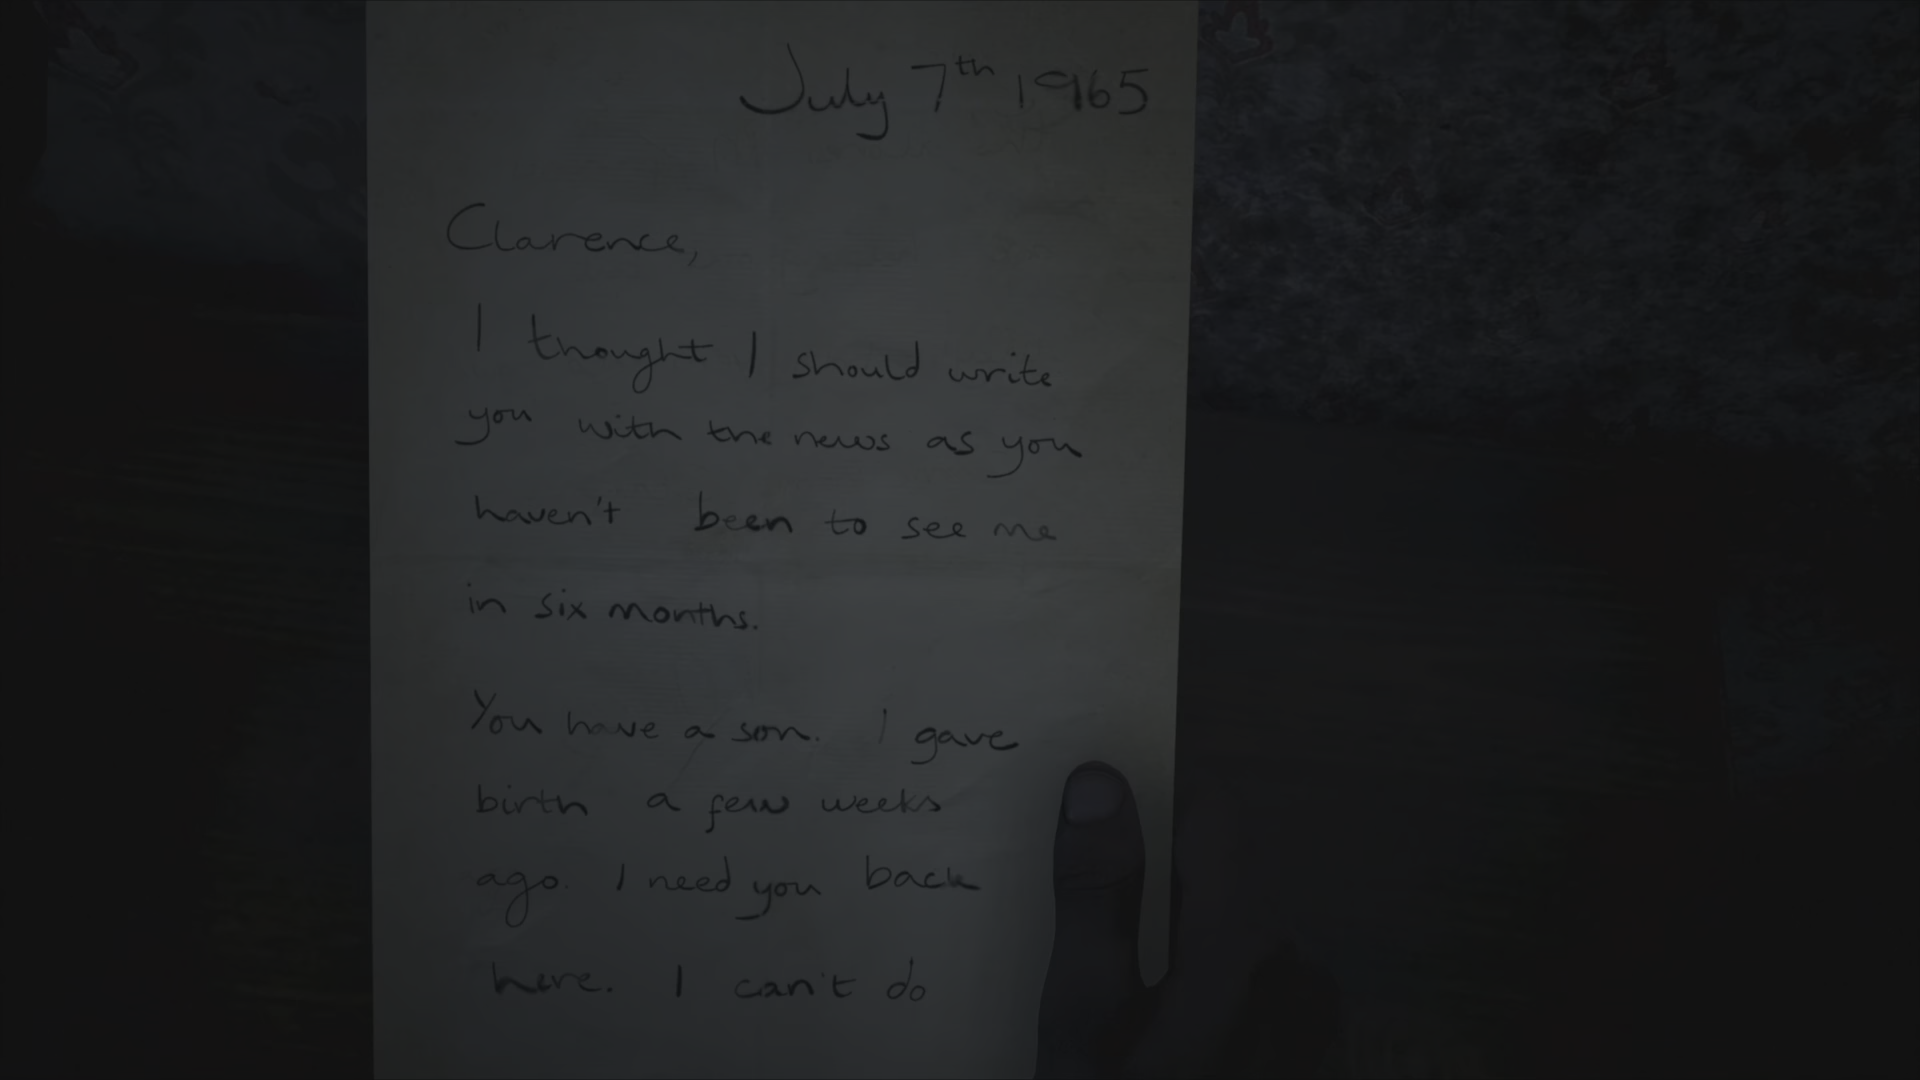 July 7th 1965
Clarence,
I thought I should write
you with the news as you
haven't been to see me
in six months.
You have a son. I gave
birth a few weeks
ago. I need you back
here. I can't do